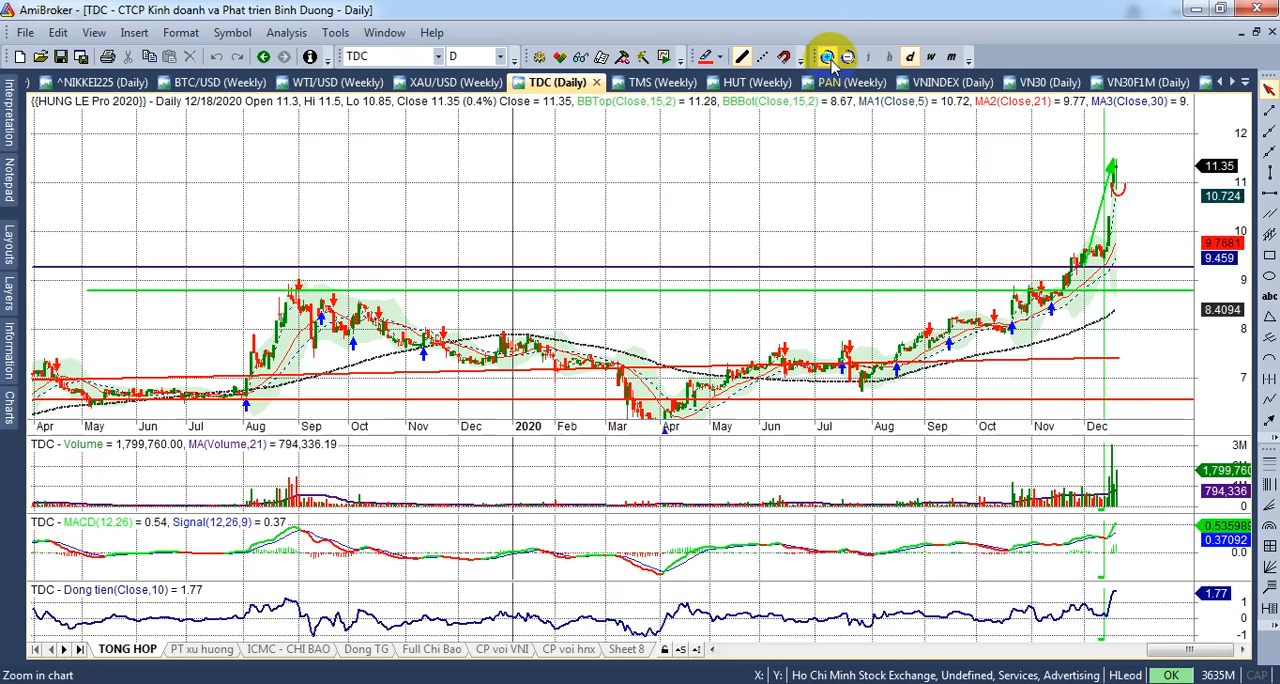 AmiBroker - [TDC - CTCP Kinh doanh va Phat trien Binh Duong - Daily]
File Edit View Insert Format Symbol Analysis Tools Window Help
TDC D i h d w m
^NIKKEI225 (Daily) BTC/USD (Weekly) WTI/USD (Weekly) XAU/USD (Weekly) TDC (Daily) TMS (Weekly) HUT (Weekly) PAN (Weekly) VNINDEX (Daily) VN30 (Daily) VN30F1M (Daily)
{{HUNG LE Pro 2020}} - Daily 12/18/2020 Open 11.3, Hi 11.5, Lo 10.85, Close 11.35 (0.4%) Close = 11.35, BBTop(Close,15,2) = 11.28, BBBot(Close,15,2) = 8.67, MA1(Close,5) = 10.72, MA2(Close,21) = 9.77, MA3(Close,30) = 9.
Interpretation
Notepad
Layouts
Layers
Information
Charts
abc
12
11.35
11
10.724
10
9.7681
9.459
9
8.4094
8
7
Apr May Jun Jul Aug Sep Oct Nov Dec 2020 Feb Mar Apr May Jun Jul Aug Sep Oct Nov Dec
TDC - Volume = 1,799,760.00, MA(Volume,21) = 794,336.19
3M
1,799,760
794,336
0
TDC - MACD(12,26) = 0.54, Signal(12,26,9) = 0.37
0.535989
0.37092
0.0
TDC - Dong tien(Close,10) = 1.77
1.77
1
0
-1
TONG HOP PT xu huong ICMC - CHI BAO Dong TG Full Chi Bao CP voi VNI CP voi hnx Sheet 8
Zoom in chart X: Y: Ho Chi Minh Stock Exchange, Undefined, Services, Advertising HLeod OK 3635M CAP